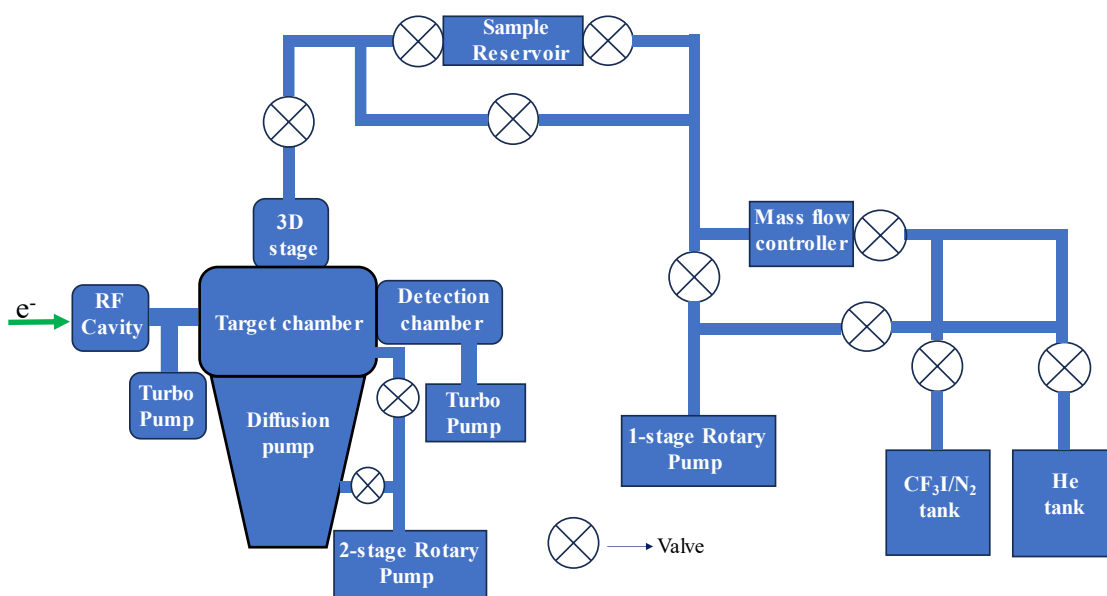 Sample
Reservoir
3D
stage
Mass flow
controller
e-
RF
Cavity
Target chamber
Detection
chamber
Turbo
Pump
Turbo
Pump
Diffusion
pump
1-stage Rotary
Pump
CF₃I/N₂
tank
He
tank
2-stage Rotary
Pump
Valve